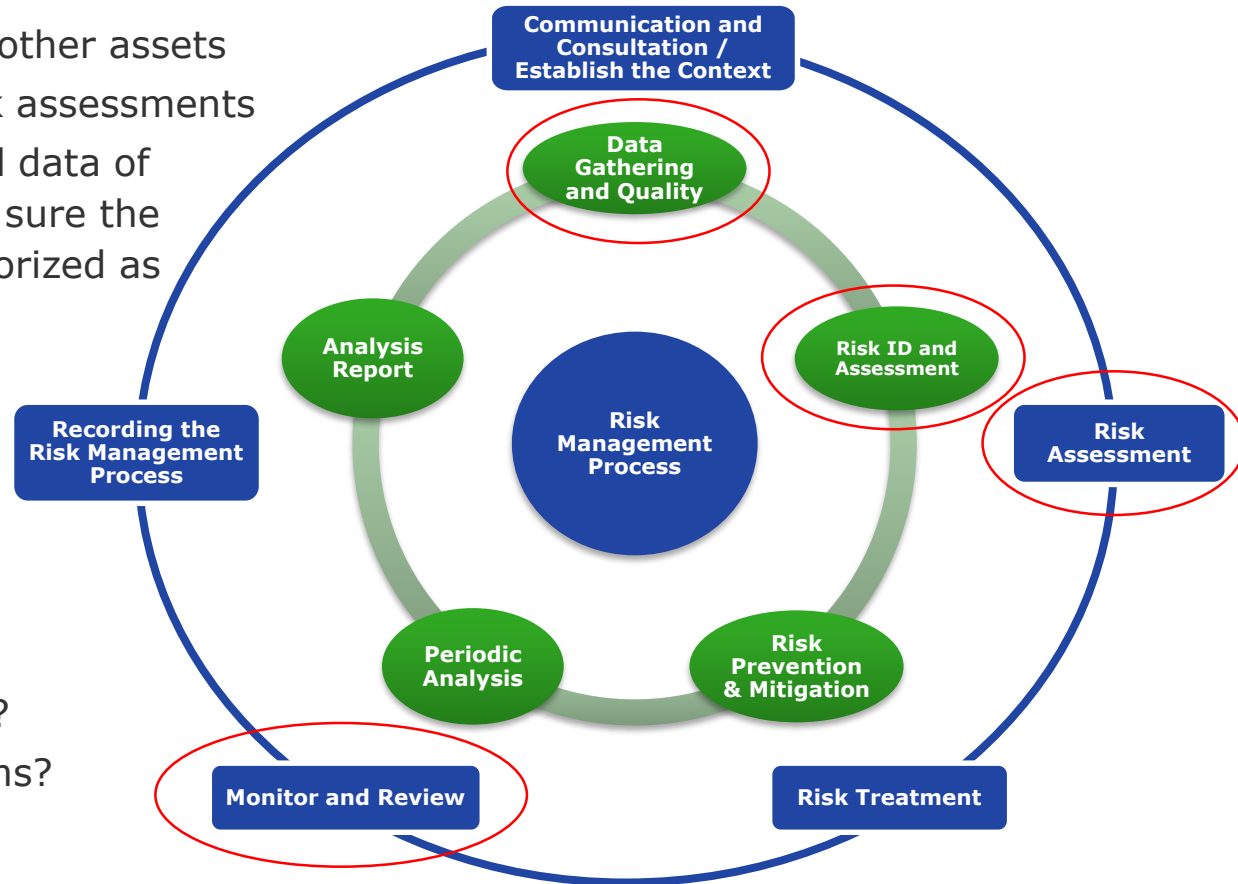 other assets
assessments
data of
sure the
orized as
?
ns?
Communication and
Consultation /
Establish the Context
Data
Gathering
and Quality
Risk ID and
Assessment
Risk
Assessment
Risk
Prevention
& Mitigation
Risk Treatment
Periodic
Analysis
Monitor and Review
Analysis
Report
Recording the
Risk Management
Process
Risk
Management
Process